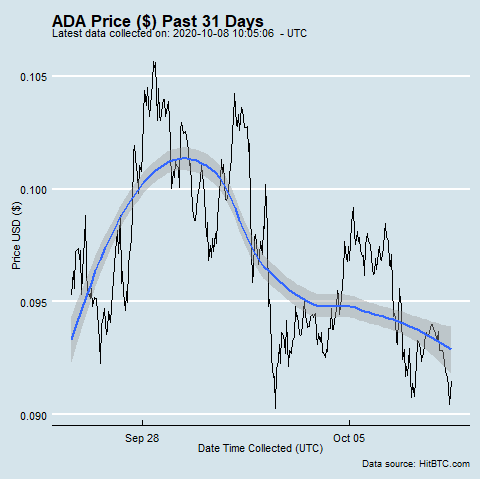 ADA Price ($) Past 31 Days
Latest data collected on: 2020-10-08 10:05:06 - UTC
0.105
0.100
0.095
0.090
Price USD ($)
Sep 28
Oct 05
Date Time Collected (UTC)
Data source: HitBTC.com